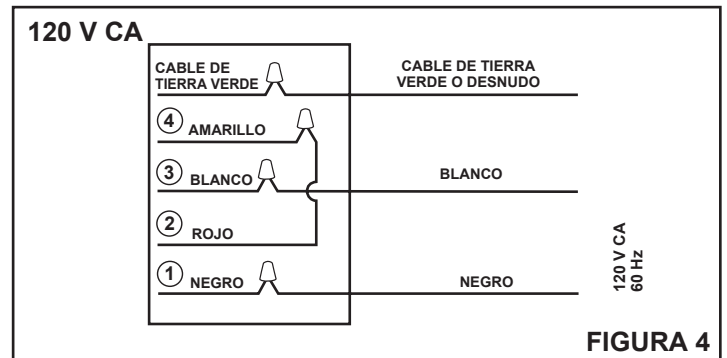 120 V CA
CABLE DE
TIERRA VERDE
CABLE DE TIERRA
VERDE O DESNUDO
4 AMARILLO
3 BLANCO
BLANCO
2 ROJO
1 NEGRO
NEGRO
120 V CA
60 Hz
FIGURA 4